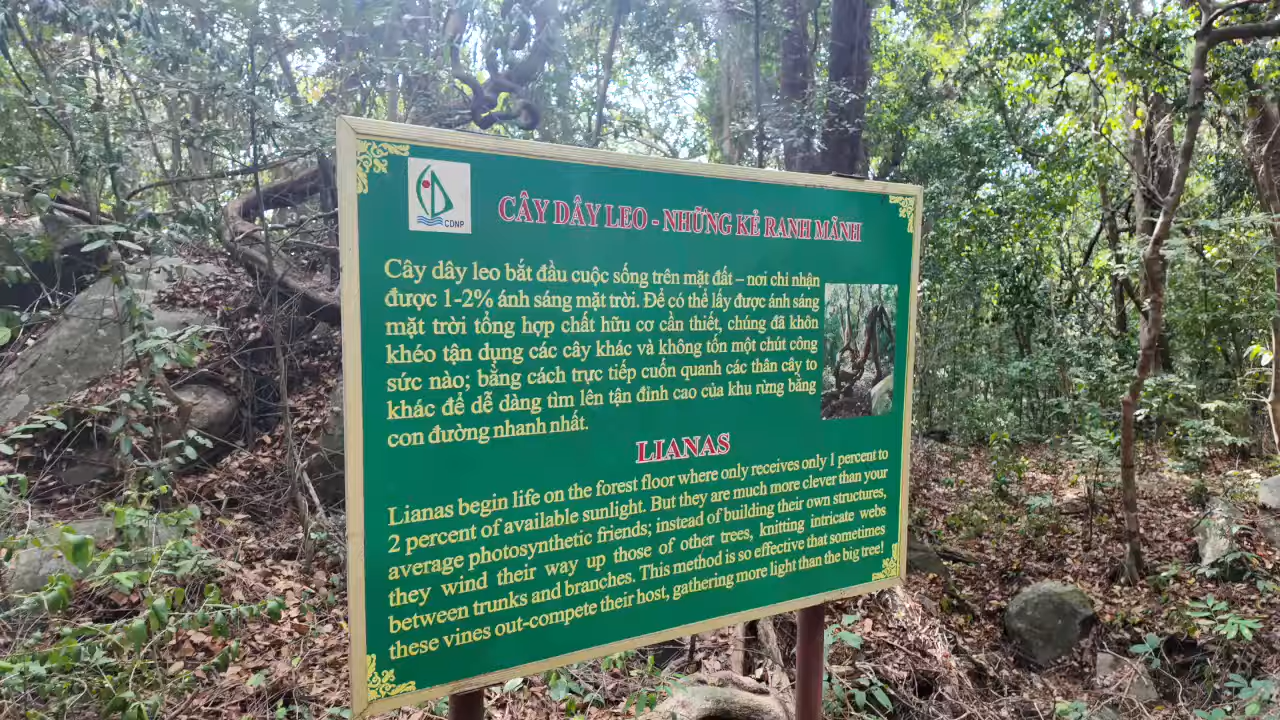 CDNP
CÂY DÂY LEO - NHỮNG KẺ RANH MÃNH
Cây dây leo bắt đầu cuộc sống trên mặt đất – nơi chỉ nhận
được 1-2% ánh sáng mặt trời. Để có thể lấy được ánh sáng
mặt trời tổng hợp chất hữu cơ cần thiết, chúng đã khôn
khéo tận dụng các cây khác và không tốn một chút công
sức nào; bằng cách trực tiếp cuốn quanh các thân cây to
khác để dễ dàng tìm lên tận đỉnh cao của khu rừng bằng
con đường nhanh nhất.
LIANAS
Lianas begin life on the forest floor where only receives only 1 percent to
2 percent of available sunlight. But they are much more clever than your
average photosynthetic friends; instead of building their own structures,
they wind their way up those of other trees, knitting intricate webs
between trunks and branches. This method is so effective that sometimes
these vines out-compete their host, gathering more light than the big tree!